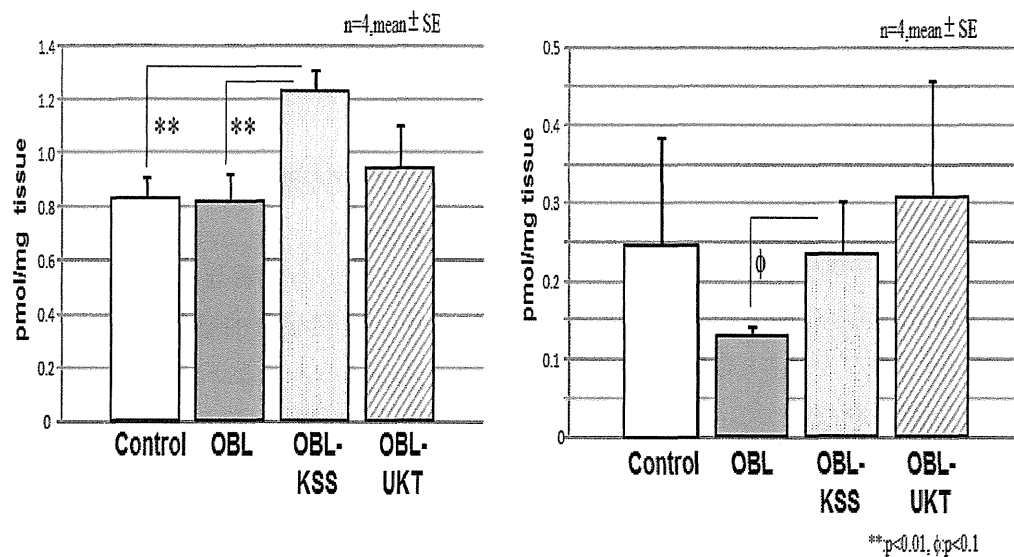 n=4,mean± SE
1.4
1.2
1.0
0.8
0.6
0.4
0.2
0
pmol/mg tissue
**
**
Control
OBL
OBL-
KSS
OBL-
UKT
n=4,mean± SE
0.5
0.4
0.3
0.2
0.1
0
pmol/mg tissue
ϕ
Control
OBL
OBL-
KSS
OBL-
UKT
**:p<0.01, ϕ:p<0.1